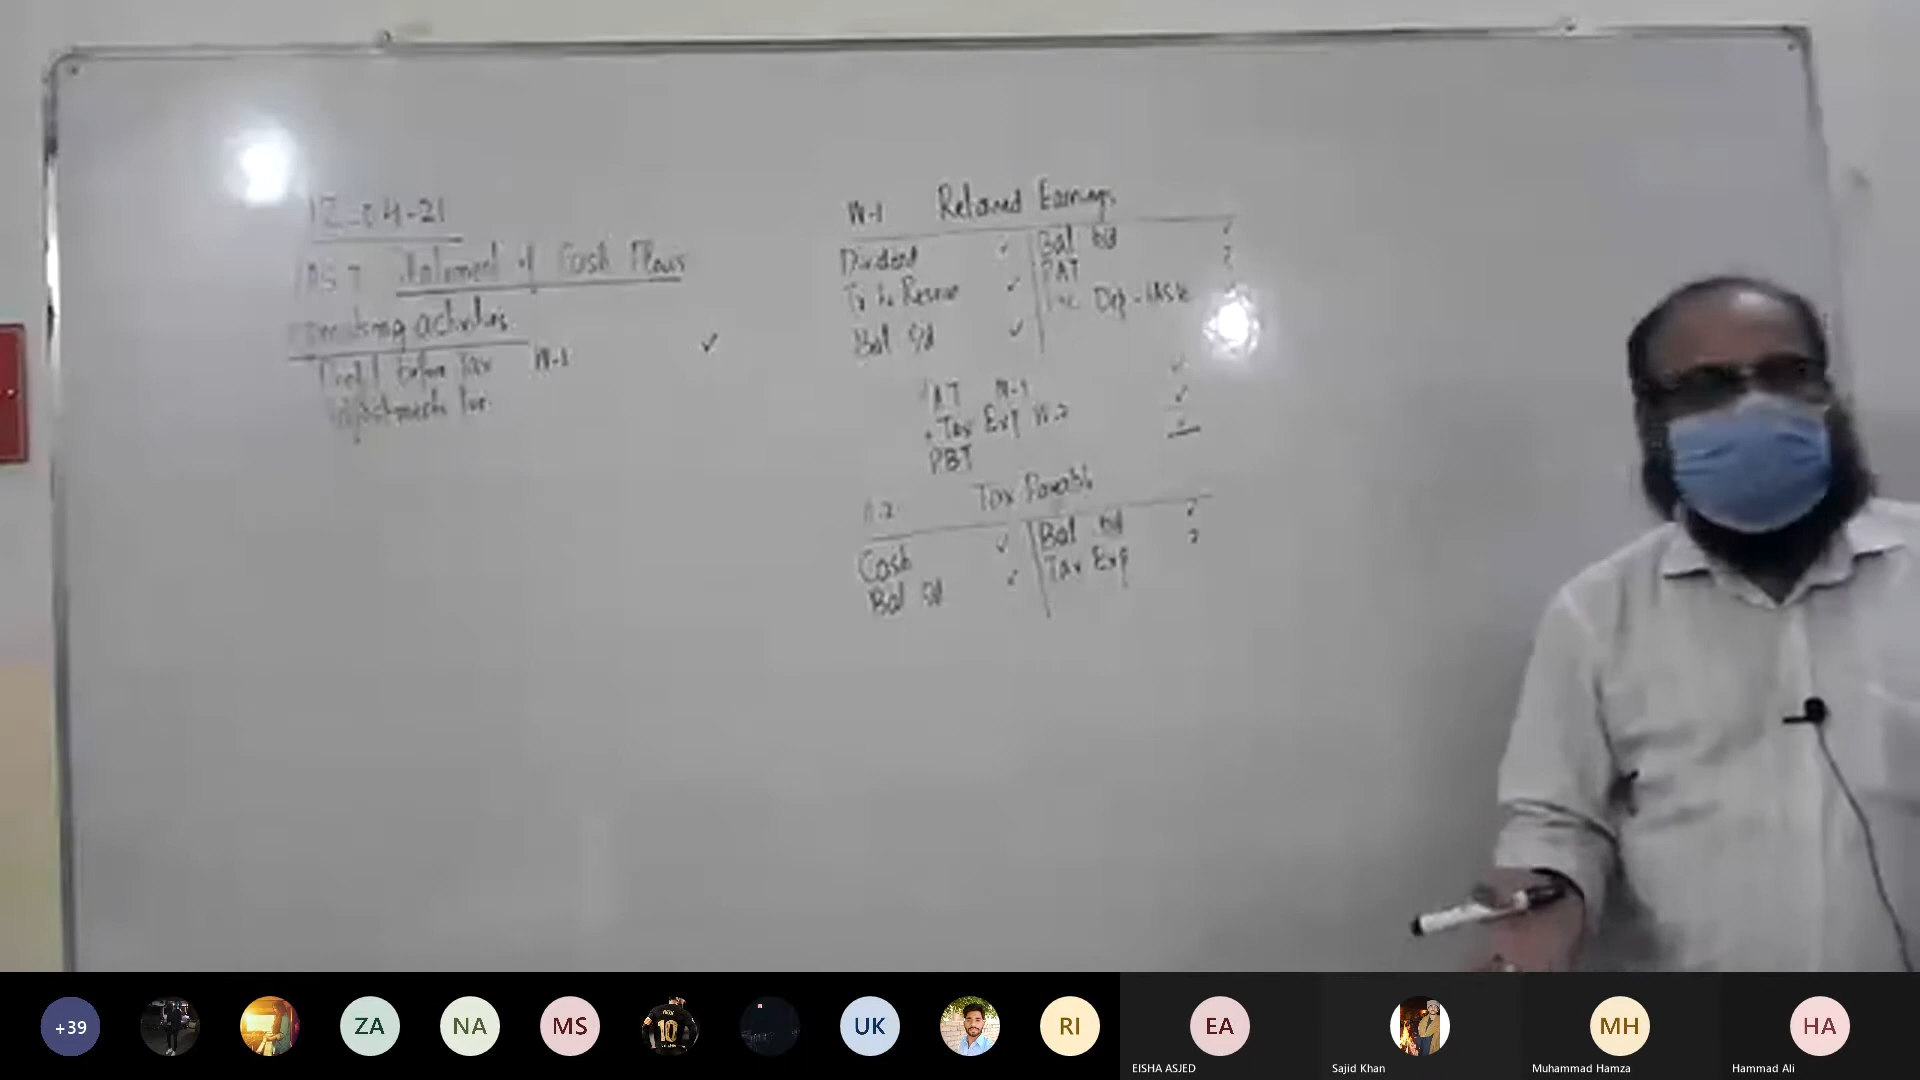 12-04-21
IAS 7 Statement of Cash Flows
Operating activities
Profit before Tax W-1 ✓
Adjustments for
W-1 Retained Earnings
Dividend ✓ Bal b/d ✓
Tr to Reserve ✓ PAT ?
Bal c/d ✓ Inc Dep
PAT W-1 ✓
+ Tax Exp W-2 ✓
PBT
W-2 Tax Payable
Cash ✓ Bal b/d ✓
Bal c/d ✓ Tax Exp ?
+39
ZA
NA
MS
10
UK
RI
EA
MH
HA
EISHA ASJED
Sajid Khan
Muhammad Hamza
Hammad Ali